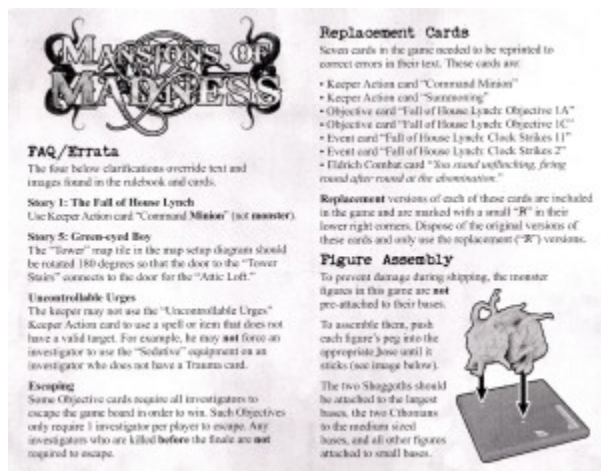 MANSIONS OF
MADNESS
FAQ/Errata
The four below clarifications override text and
images found in the rulebook and cards.
Story 1: The Fall of House Lynch
Use Keeper Action card "Command Minion" (not monster).
Story 5: Green-eyed Boy
The "Tower" map tile in the map setup diagram should
be rotated 180 degrees so that the door to the "Tower
Stairs" connects to the door for the "Attic Loft."
Uncontrollable Urges
The keeper may not use the "Uncontrollable Urges"
Keeper Action card to use a spell or item that does not
have a valid target. For example, he may not force an
investigator to use the "Sedative" equipment on an
investigator who does not have a Trauma card.
Escaping
Some Objective cards require all investigators to
escape the game board in order to win. Such Objectives
only require 1 investigator per player to escape. Any
investigators who are killed before the finale are not
required to escape.
Replacement Cards
Seven cards in the game needed to be reprinted to
correct errors in their text. These cards are:
• Keeper Action card "Command Minion"
• Keeper Action card "Summoning"
• Objective card "Fall of House Lynch: Objective 1A"
• Objective card "Fall of House Lynch: Objective 1C"
• Event card "Fall of House Lynch: Clock Strikes 11"
• Event card "Fall of House Lynch: Clock Strikes 2"
• Eldritch Combat card "You stand unflinching, firing
round after round at the abomination."
Replacement versions of each of these cards are included
in the game and are marked with a small "R" in their
lower right corners. Dispose of the original versions of
these cards and only use the replacement ("R") versions.
Figure Assembly
To prevent damage during shipping, the monster
figures in this game are not
pre-attached to their bases.
To assemble them, push
each figure's peg into the
appropriate base until it
sticks (see image below).
The two Shoggoths should
be attached to the largest
bases, the two Cthonians
to the medium sized
bases, and all other figures
attached to small bases.